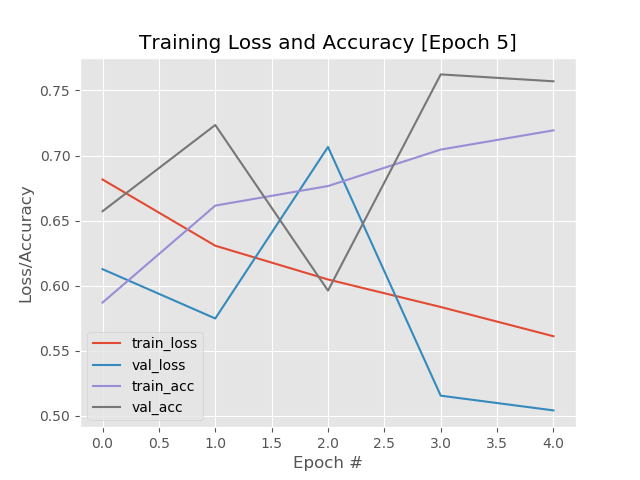 Training Loss and Accuracy [Epoch 5]
Loss/Accuracy
0.75
0.70
0.65
0.60
0.55
0.50
train_loss
val_loss
train_acc
val_acc
0.0 0.5 1.0 1.5 2.0 2.5 3.0 3.5 4.0
Epoch #